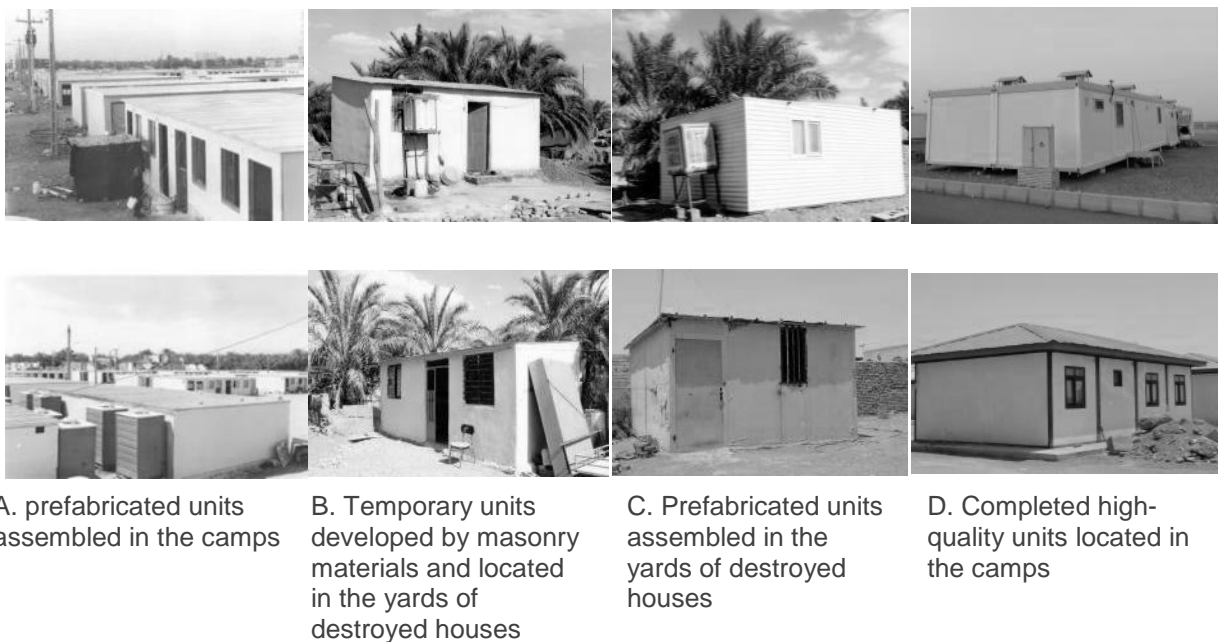 A. prefabricated units
assembled in the camps
B. Temporary units
developed by masonry
materials and located
in the yards of
destroyed houses
C. Prefabricated units
assembled in the
yards of destroyed
houses
D. Completed high-
quality units located in
the camps